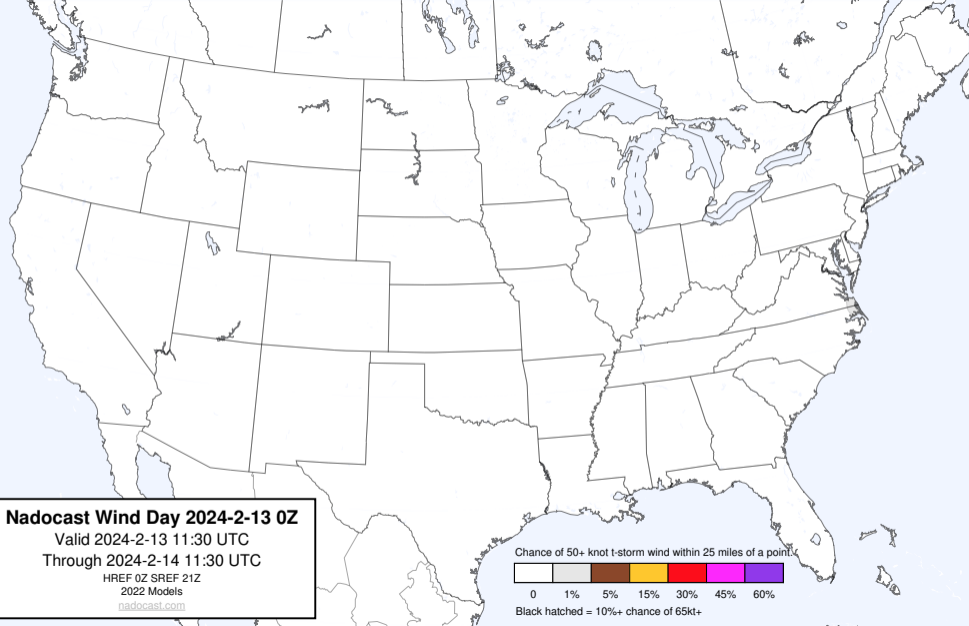 Nadocast Wind Day 2024-2-13 0Z
Valid 2024-2-13 11:30 UTC
Through 2024-2-14 11:30 UTC
HREF 0Z SREF 21Z
2022 Models
nadocast.com
Chance of 50+ knot t-storm wind within 25 miles of a point.
0 1% 5% 15% 30% 45% 60%
Black hatched = 10%+ chance of 65kt+